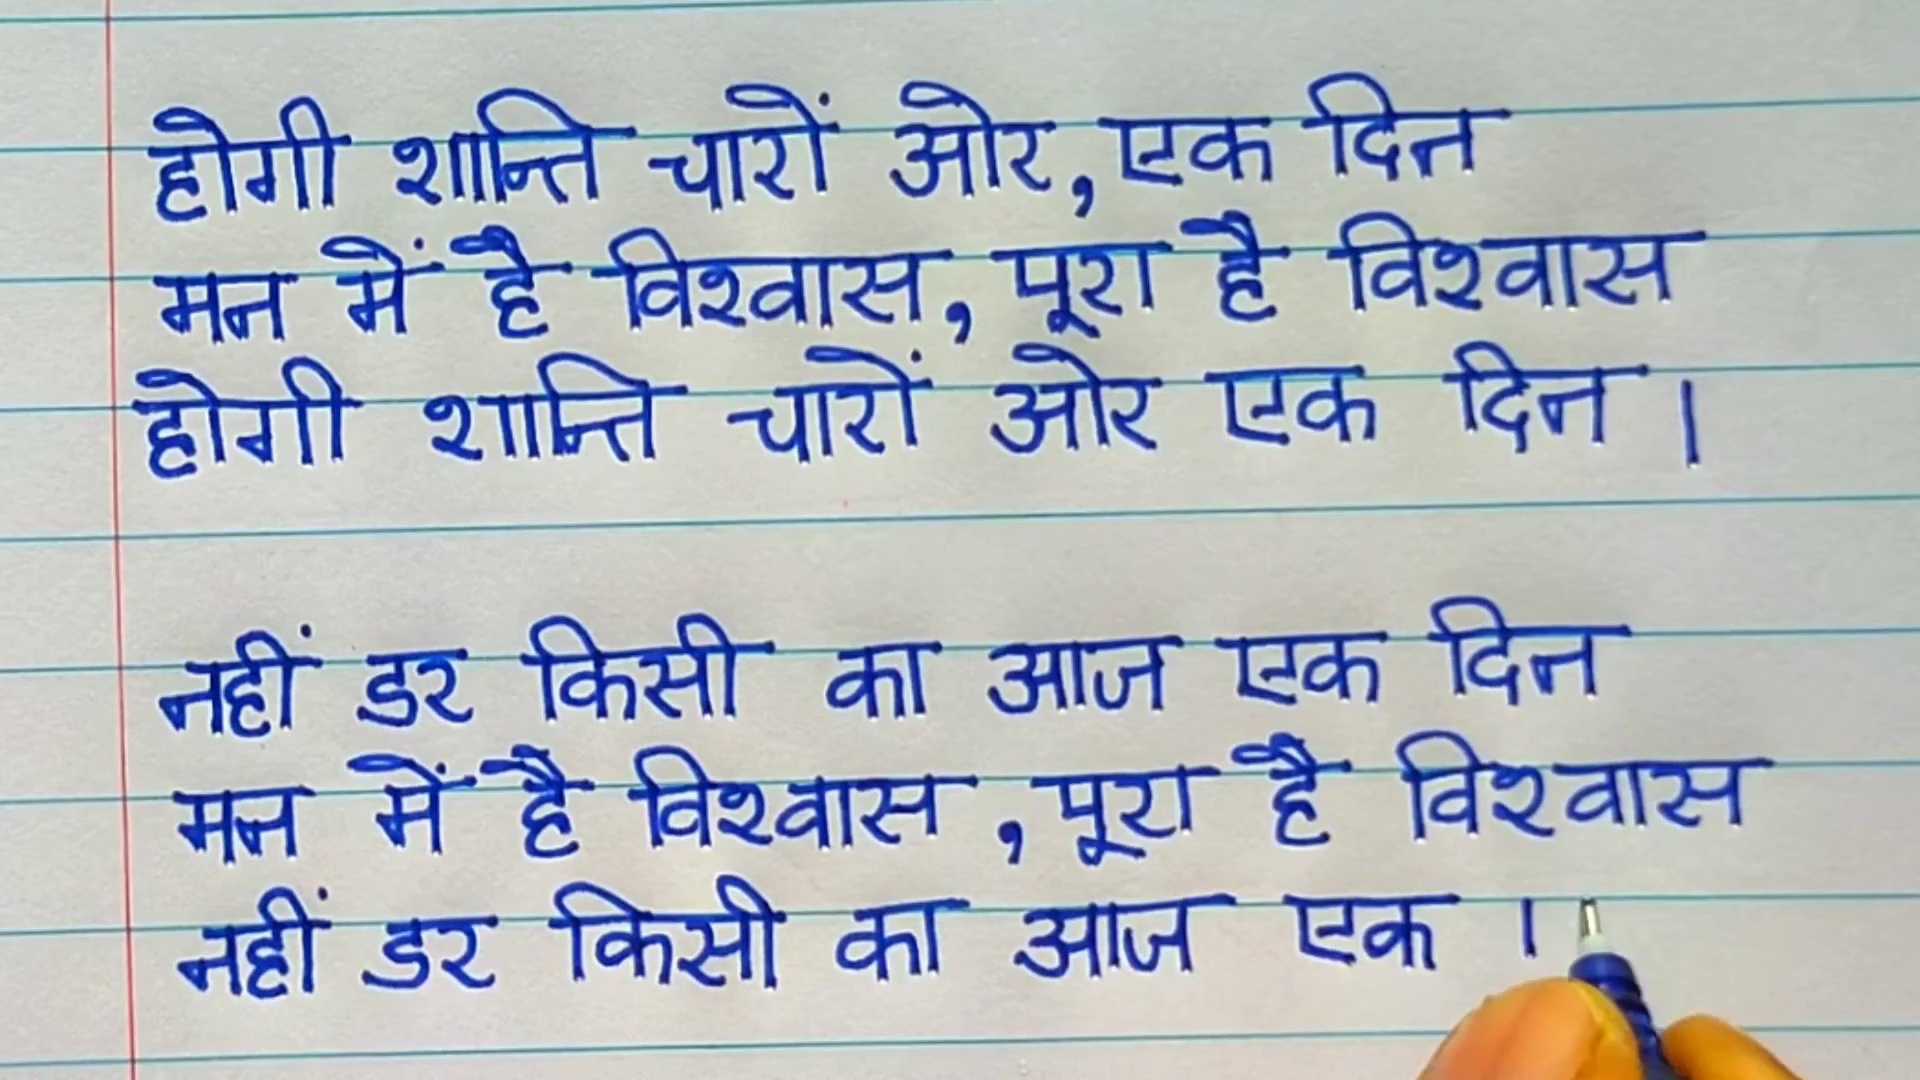 होगी शान्ति चारों ओर, एक दिन
मन में है विश्वास, पूरा है विश्वास
होगी शान्ति चारों ओर एक दिन ।
नहीं डर किसी का आज एक दिन
मन में है विश्वास , पूरा है विश्वास
नहीं डर किसी का आज एक ।